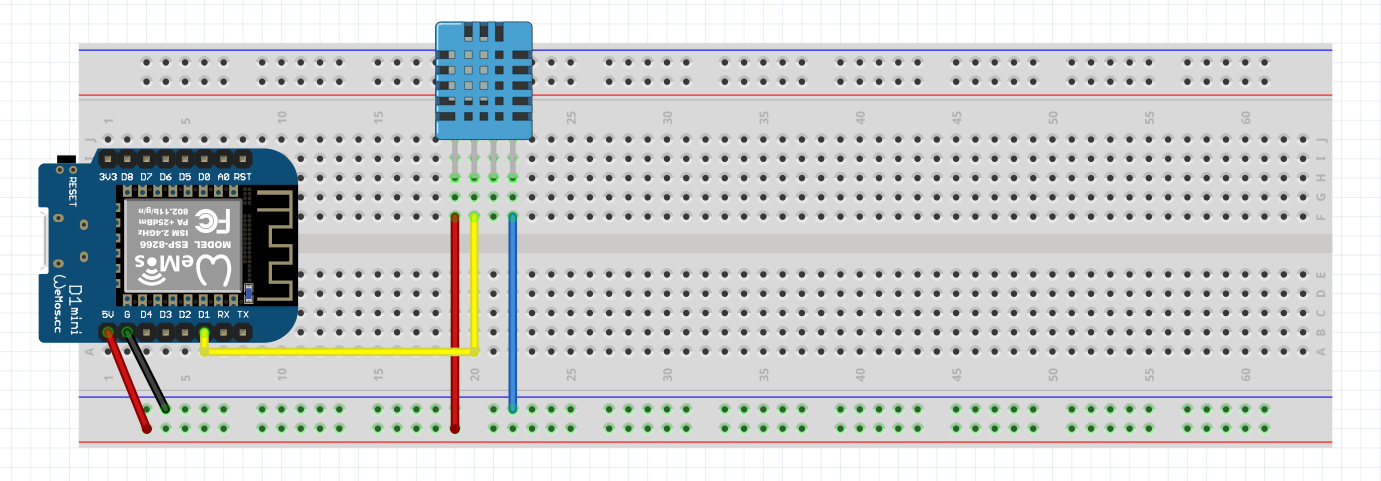 1 5 10 15 20 25 30 35 40 45 50 55 60
J
I
H
G
F
3V3 D8 D7 D6 D5 D0 A0 RST
RESET
802.11b/g/n
PA +25dBm
ISM 2.4GHz
MODEL ESP-8266
FC
WeMos
D1mini
WeMos.cc
5V G D4 D3 D2 D1 RX TX
E
D
C
B
A A
1 5 10 15 20 25 30 35 40 45 50 55 60